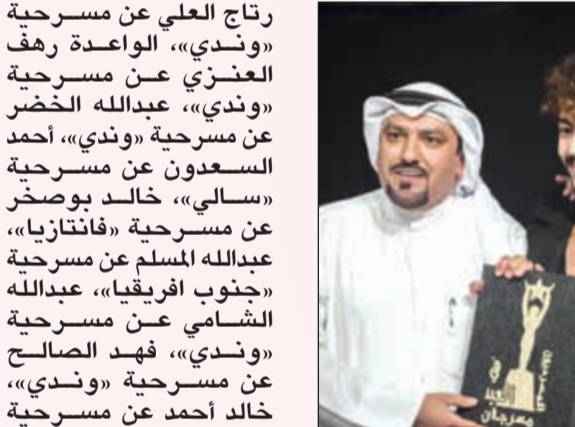 رتاج العلي عن مسرحية
«وندي»، الواعدة رهف
العنزي عن مسرحية
«وندي»، عبدالله الخضر
عن مسرحية «وندي»، أحمد
السعدون عن مسرحية
«سالي»، خالد بوصخر
عن مسرحية «فانتازيا»،
عبدالله المسلم عن مسرحية
«جنوب افريقيا»، عبدالله
الشامي عن مسرحية
«وندي»، فهد الصالح
عن مسرحية «وندي»،
خالد أحمد عن مسرحية
مهرجان